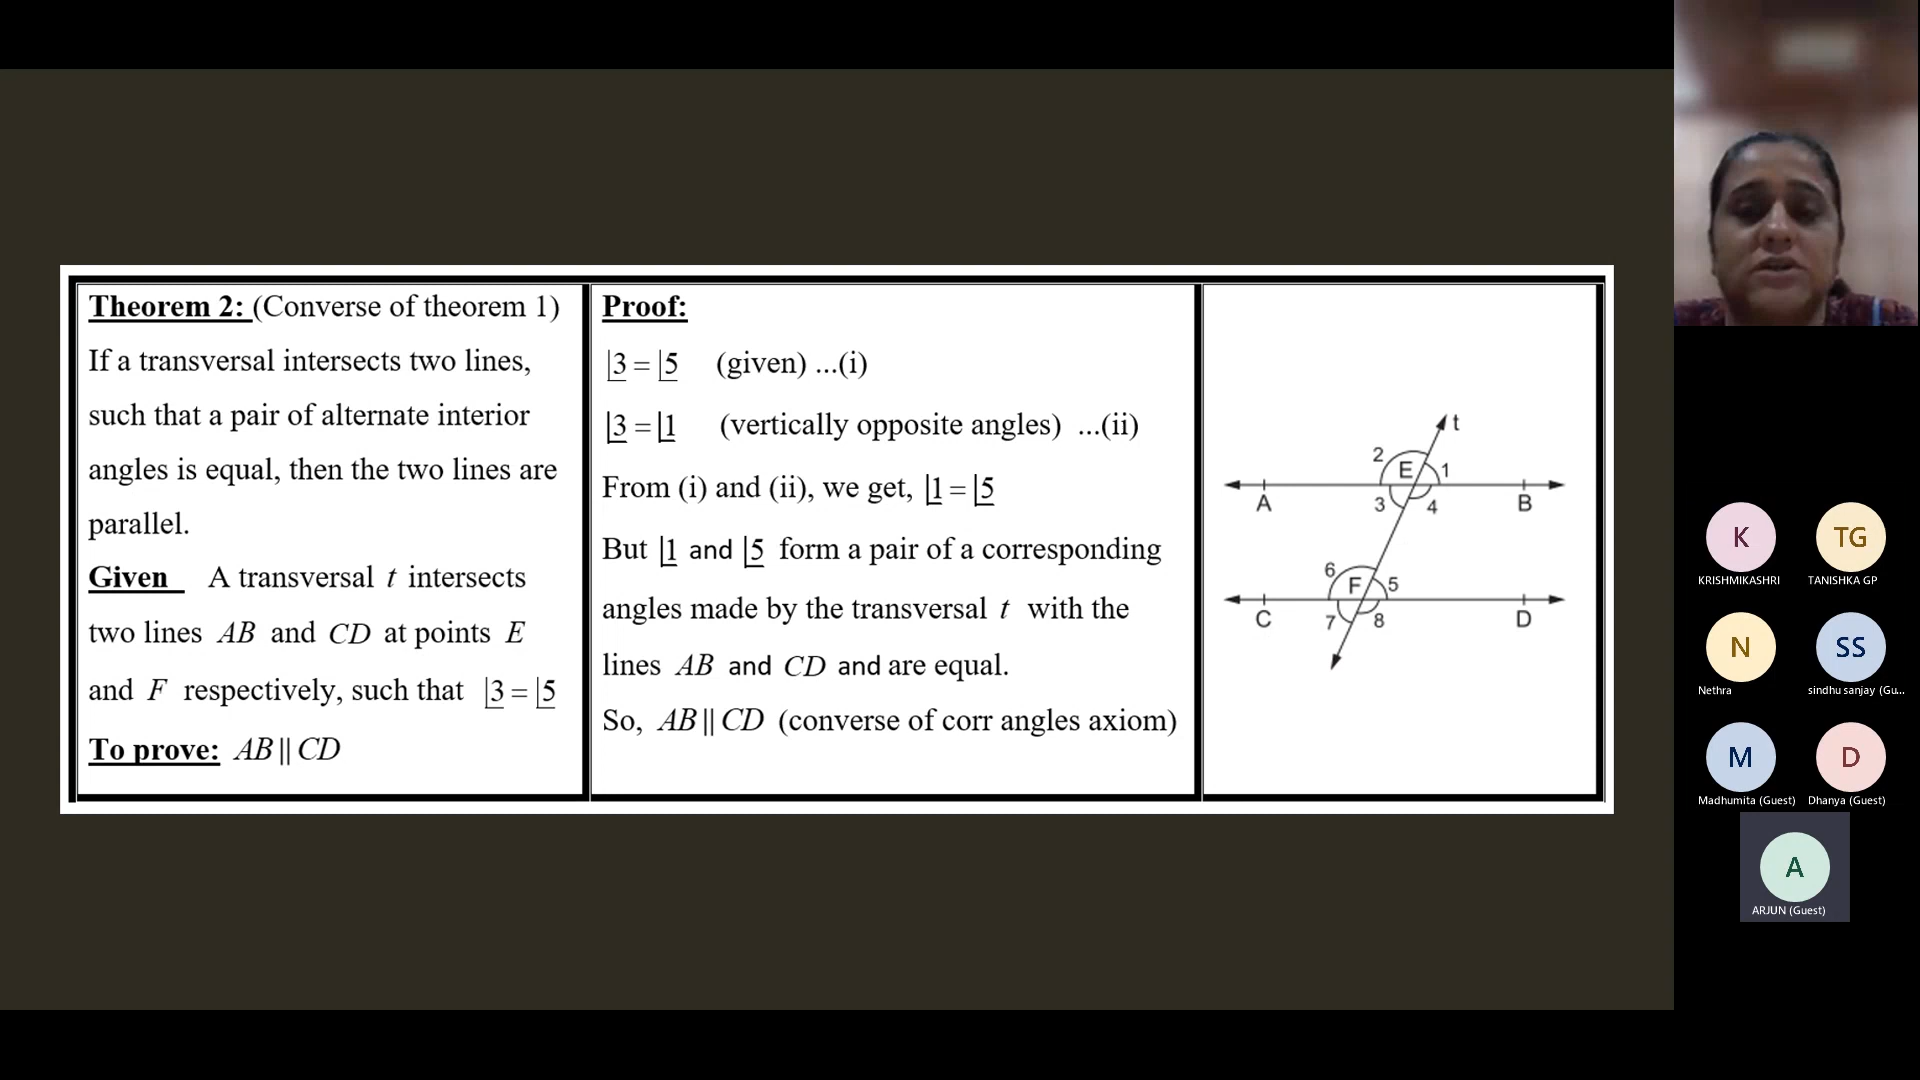 Theorem 2: (Converse of theorem 1)
If a transversal intersects two lines,
such that a pair of alternate interior
angles is equal, then the two lines are
parallel.
Given A transversal t intersects
two lines AB and CD at points E
and F respectively, such that ⌊3 = ⌊5
To prove: AB || CD
Proof:
⌊3 = ⌊5 (given) ...(i)
⌊3 = ⌊1 (vertically opposite angles) ...(ii)
From (i) and (ii), we get, ⌊1 = ⌊5
But ⌊1 and ⌊5 form a pair of a corresponding
angles made by the transversal t with the
lines AB and CD and are equal.
So, AB || CD (converse of corr angles axiom)
t
2 E 1
A 3 4 B
6 F 5
C 7 8 D
K TG
KRISHMIKASHRI TANISHKA GP
N SS
Nethra sindhu sanjay (Gu...
M D
Madhumita (Guest) Dhanya (Guest)
A
ARJUN (Guest)